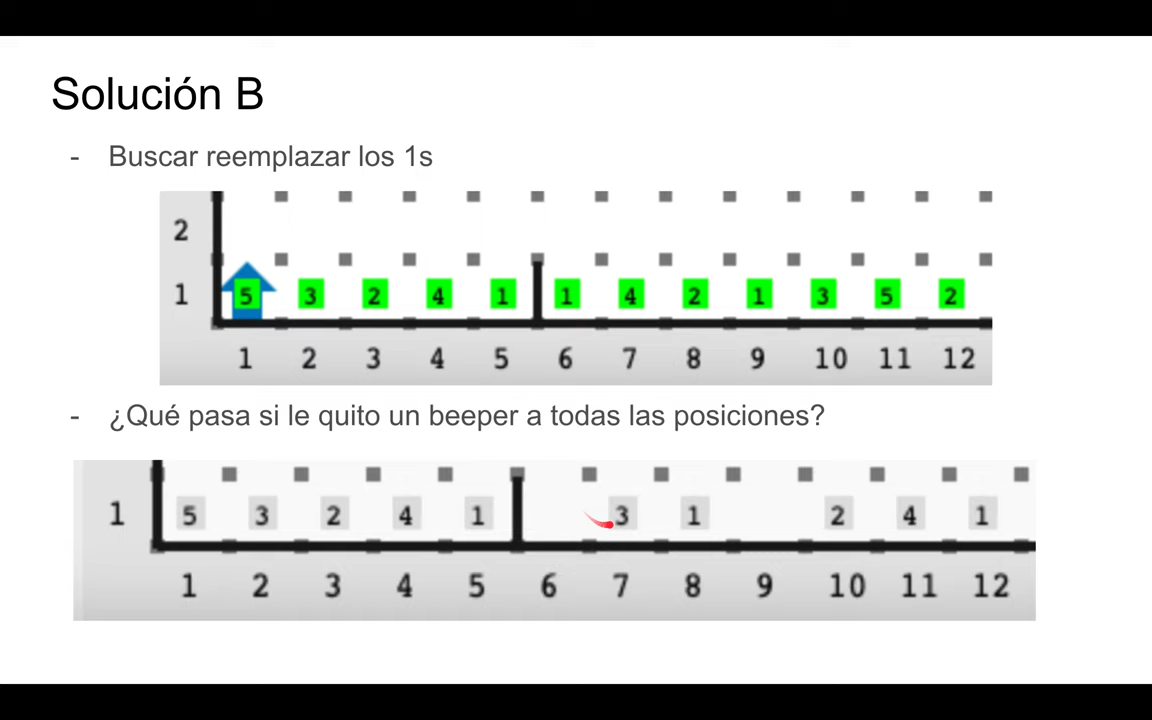 Solución B
- Buscar reemplazar los 1s
2
1 5 3 2 4 1 1 4 2 1 3 5 2
1 2 3 4 5 6 7 8 9 10 11 12
- ¿Qué pasa si le quito un beeper a todas las posiciones?
1 5 3 2 4 1 3 1 2 4 1
1 2 3 4 5 6 7 8 9 10 11 12